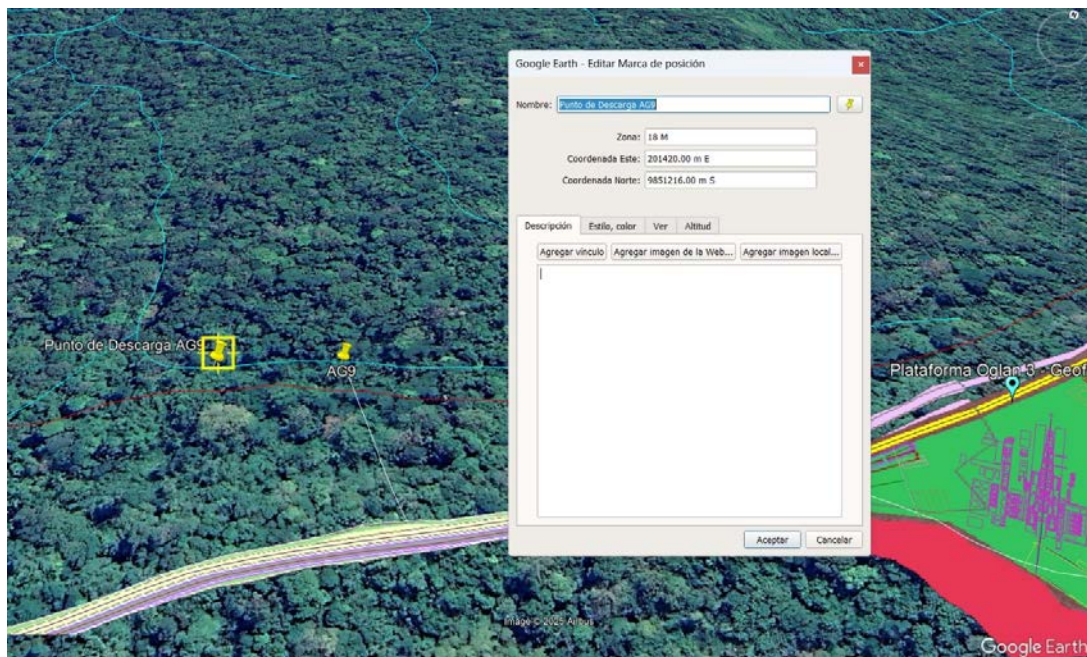 Google Earth - Editar Marca de posición
Nombre: Punto de Descarga AG9
Zona: 18 M
Coordenada Este: 201420.00 m E
Coordenada Norte: 9851216.00 m S
Descripción Estilo, color Ver Altitud
Agregar vínculo Agregar imagen de la Web... Agregar imagen local...
Punto de Descarga AG9
AG9
Plataforma Oglan 3 - Geof
Aceptar Cancelar
Image © 2025 Airbus
Google Earth